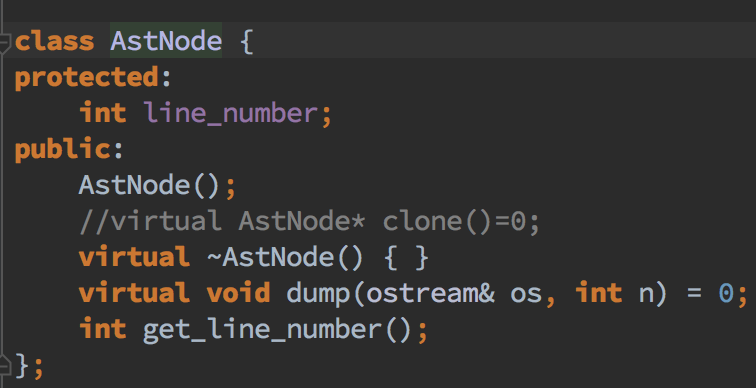 class AstNode {
protected:
    int line_number;
public:
    AstNode();
    //virtual AstNode* clone()=0;
    virtual ~AstNode() { }
    virtual void dump(ostream& os, int n) = 0;
    int get_line_number();
};